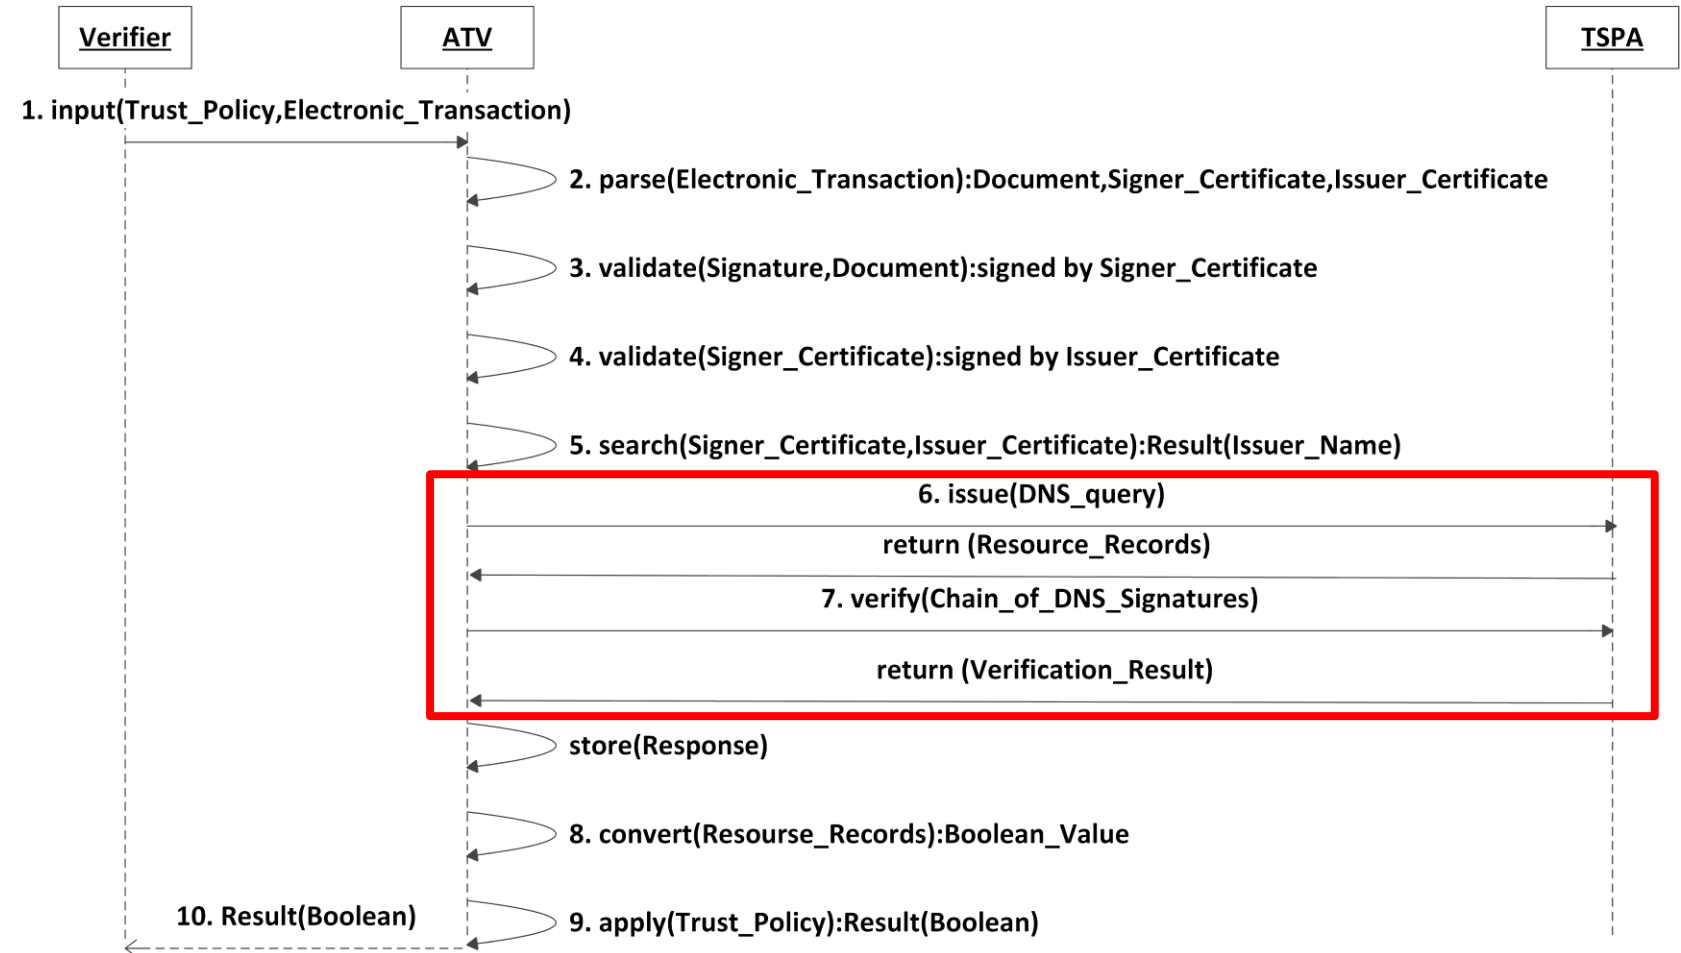 Verifier
ATV
TSPA
1. input(Trust_Policy,Electronic_Transaction)
2. parse(Electronic_Transaction):Document,Signer_Certificate,Issuer_Certificate
3. validate(Signature,Document):signed by Signer_Certificate
4. validate(Signer_Certificate):signed by Issuer_Certificate
5. search(Signer_Certificate,Issuer_Certificate):Result(Issuer_Name)
6. issue(DNS_query)
return (Resource_Records)
7. verify(Chain_of_DNS_Signatures)
return (Verification_Result)
store(Response)
8. convert(Resourse_Records):Boolean_Value
10. Result(Boolean)
9. apply(Trust_Policy):Result(Boolean)